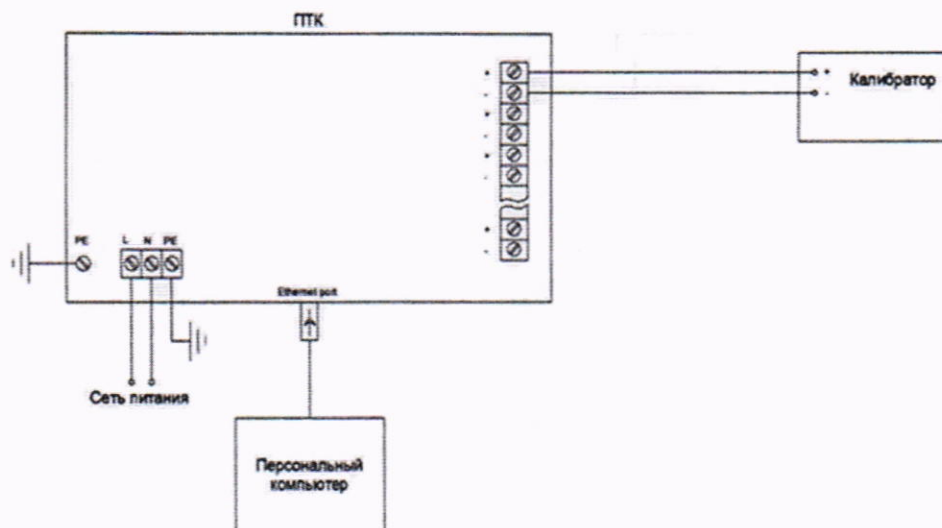 ПТК
+
-
+
-
+
-
+
-
+
-
Калибратор
PE
L N PE
Ethernet port
Сеть питания
Персональный
компьютер